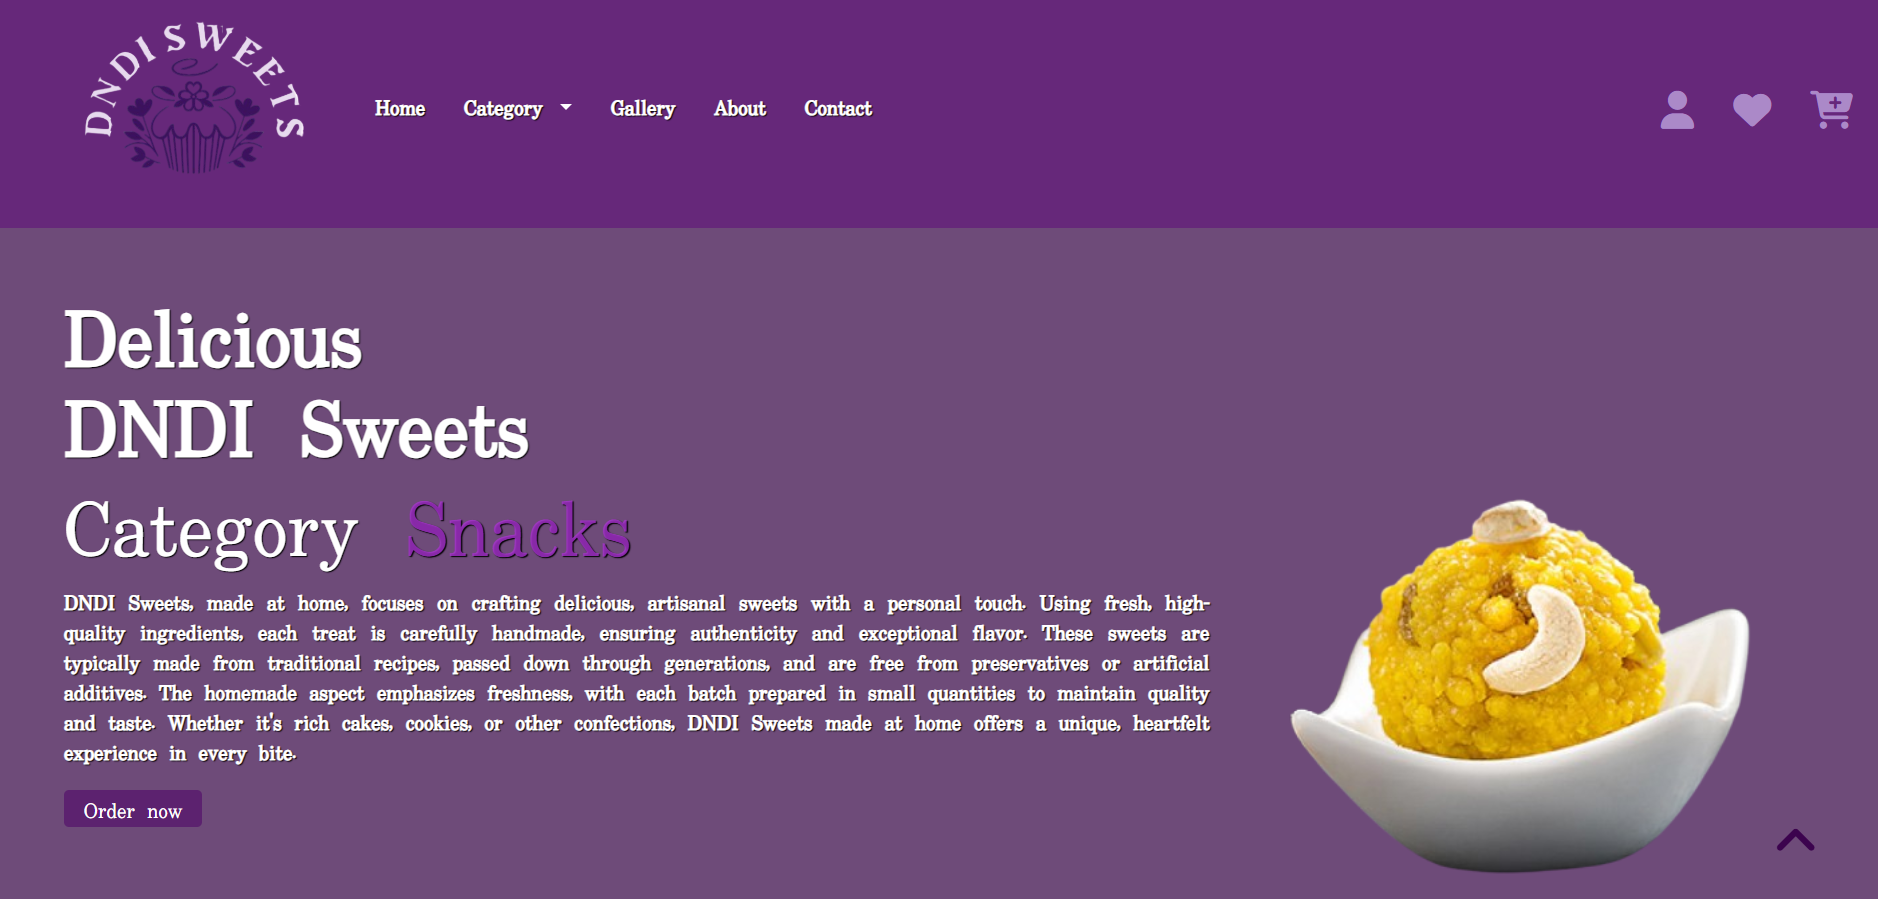 DNDI SWEETS
Home Category Gallery About Contact
Delicious
DNDI Sweets
Category Snacks
DNDI Sweets, made at home, focuses on crafting delicious, artisanal sweets with a personal touch. Using fresh, high-
quality ingredients, each treat is carefully handmade, ensuring authenticity and exceptional flavor. These sweets are
typically made from traditional recipes, passed down through generations, and are free from preservatives or artificial
additives. The homemade aspect emphasizes freshness, with each batch prepared in small quantities to maintain quality
and taste. Whether it's rich cakes, cookies, or other confections, DNDI Sweets made at home offers a unique, heartfelt
experience in every bite.
Order now